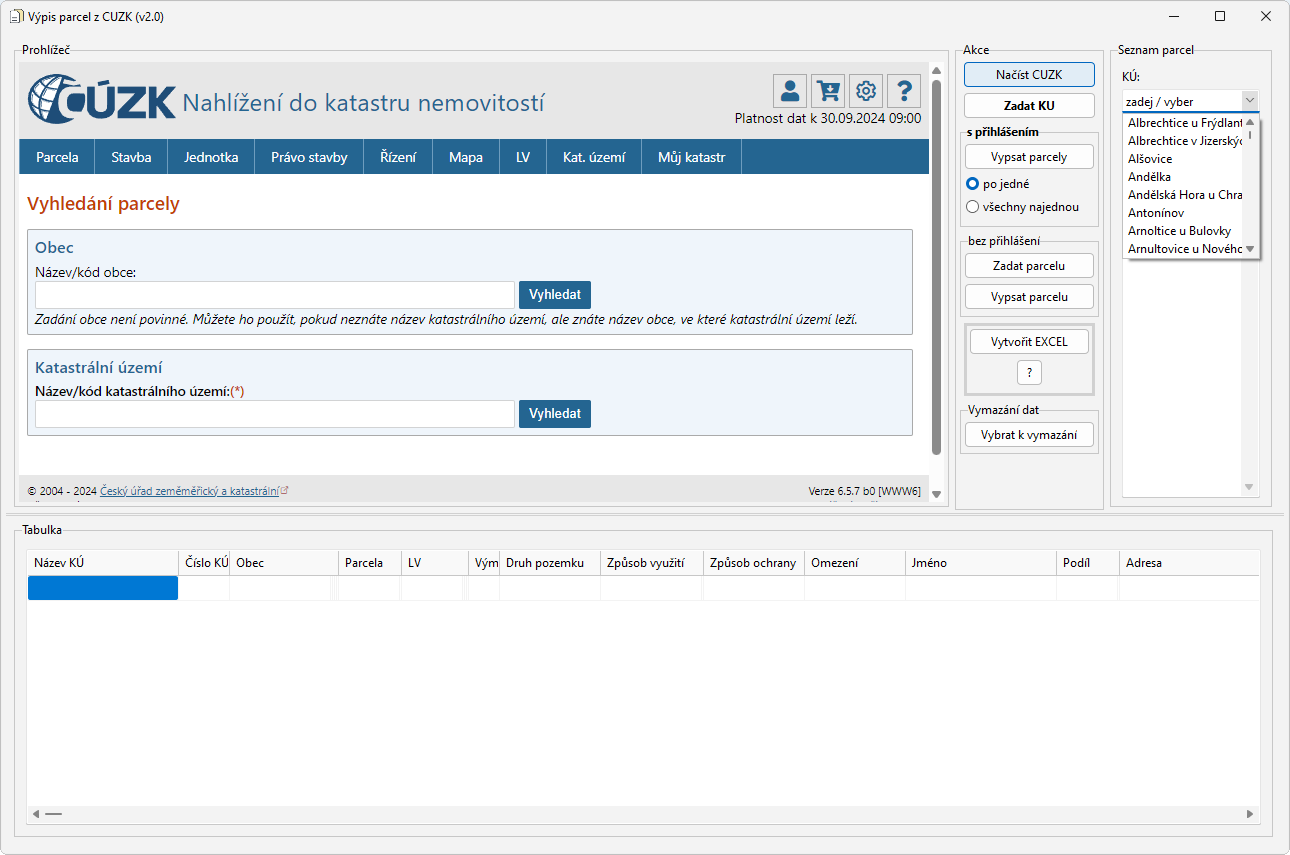 Výpis parcel z CUZK (v2.0)
Prohlížeč
ČÚZK Nahlížení do katastru nemovitostí
Platnost dat k 30.09.2024 09:00
Parcela Stavba Jednotka Právo stavby Řízení Mapa LV Kat. území Můj katastr
Vyhledání parcely
Obec
Název/kód obce:
Vyhledat
Zadání obce není povinné. Můžete ho použít, pokud neznáte název katastrálního území, ale znáte název obce, ve které katastrální území leží.
Katastrální území
Název/kód katastrálního území:(*)
Vyhledat
© 2004 - 2024 Český úřad zeměměřický a katastrální
Verze 6.5.7 b0 [WWW6]
Akce
Načíst CUZK
Zadat KU
s přihlášením
Vypsat parcely
po jedné
všechny najednou
bez přihlášení
Zadat parcelu
Vypsat parcelu
Vytvořit EXCEL
?
Vymazání dat
Vybrat k vymazání
Seznam parcel
KÚ:
zadej / vyber
Albrechtice u Frýdlant
Albrechtice v Jizerskýc
Alšovice
Andělka
Andělská Hora u Chra
Antonínov
Arnoltice u Bulovky
Arnultovice u Nového
Tabulka
Název KÚ Číslo KÚ Obec Parcela LV Vým Druh pozemku Způsob využití Způsob ochrany Omezení Jméno Podíl Adresa